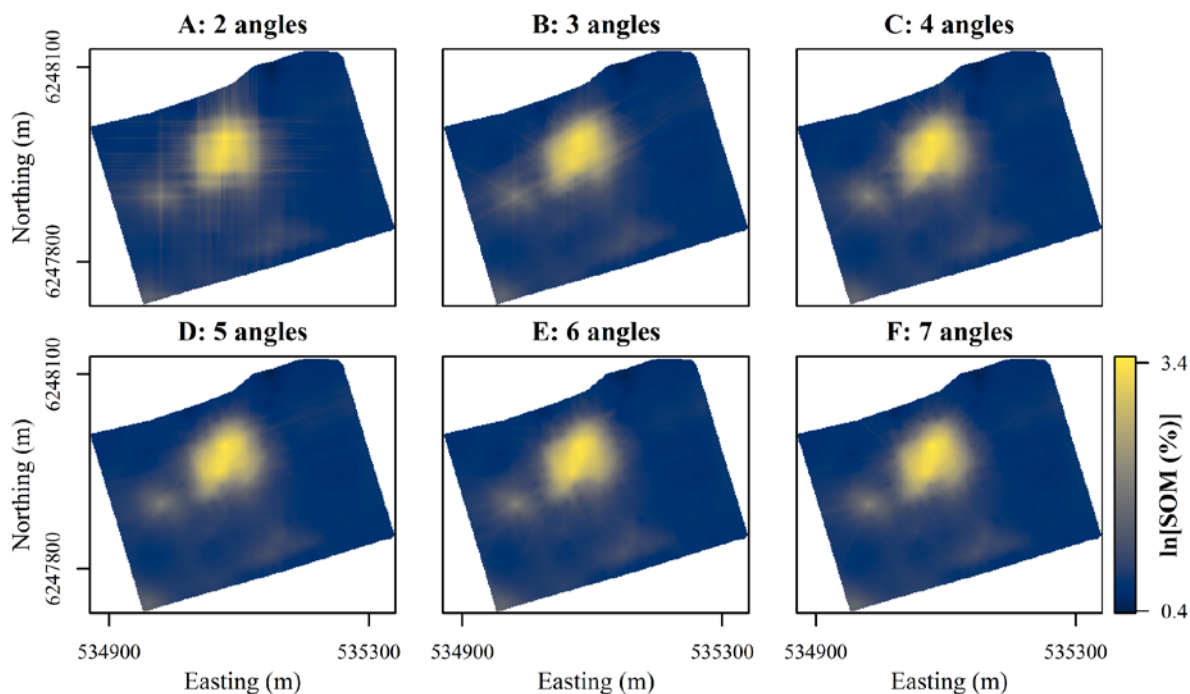 A: 2 angles
B: 3 angles
C: 4 angles
Northing (m)
6248100
6247800
D: 5 angles
E: 6 angles
F: 7 angles
Northing (m)
6248100
6247800
3.4
ln[SOM (%)]
0.4
534900
535300
534900
535300
534900
535300
Easting (m)
Easting (m)
Easting (m)